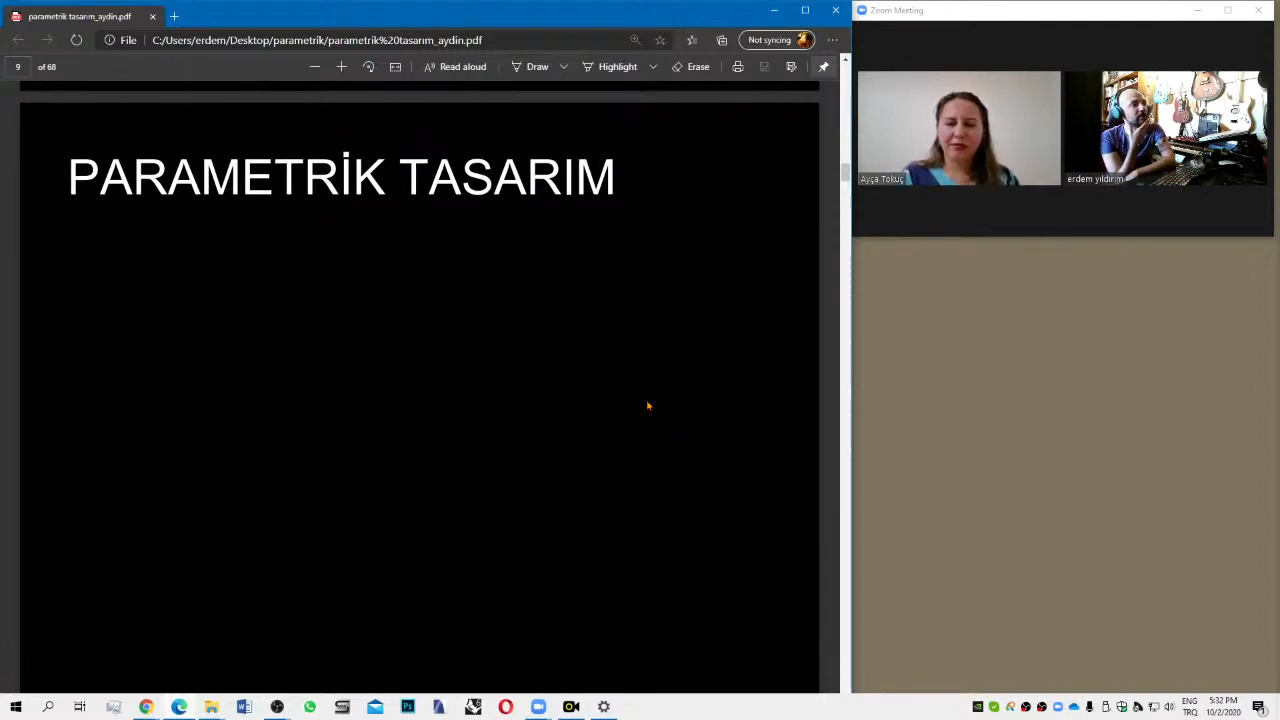 parametrik tasarım_aydin.pdf
Zoom Meeting
File
C:/Users/erdem/Desktop/parametrik/parametrik%20tasarım_aydin.pdf
Not syncing
9 of 68
Read aloud
Draw
Highlight
Erase
PARAMETRİK TASARIM
Ayça Tokuç
erdem yildirim
ENG
TRQ
5:32 PM
10/2/2020